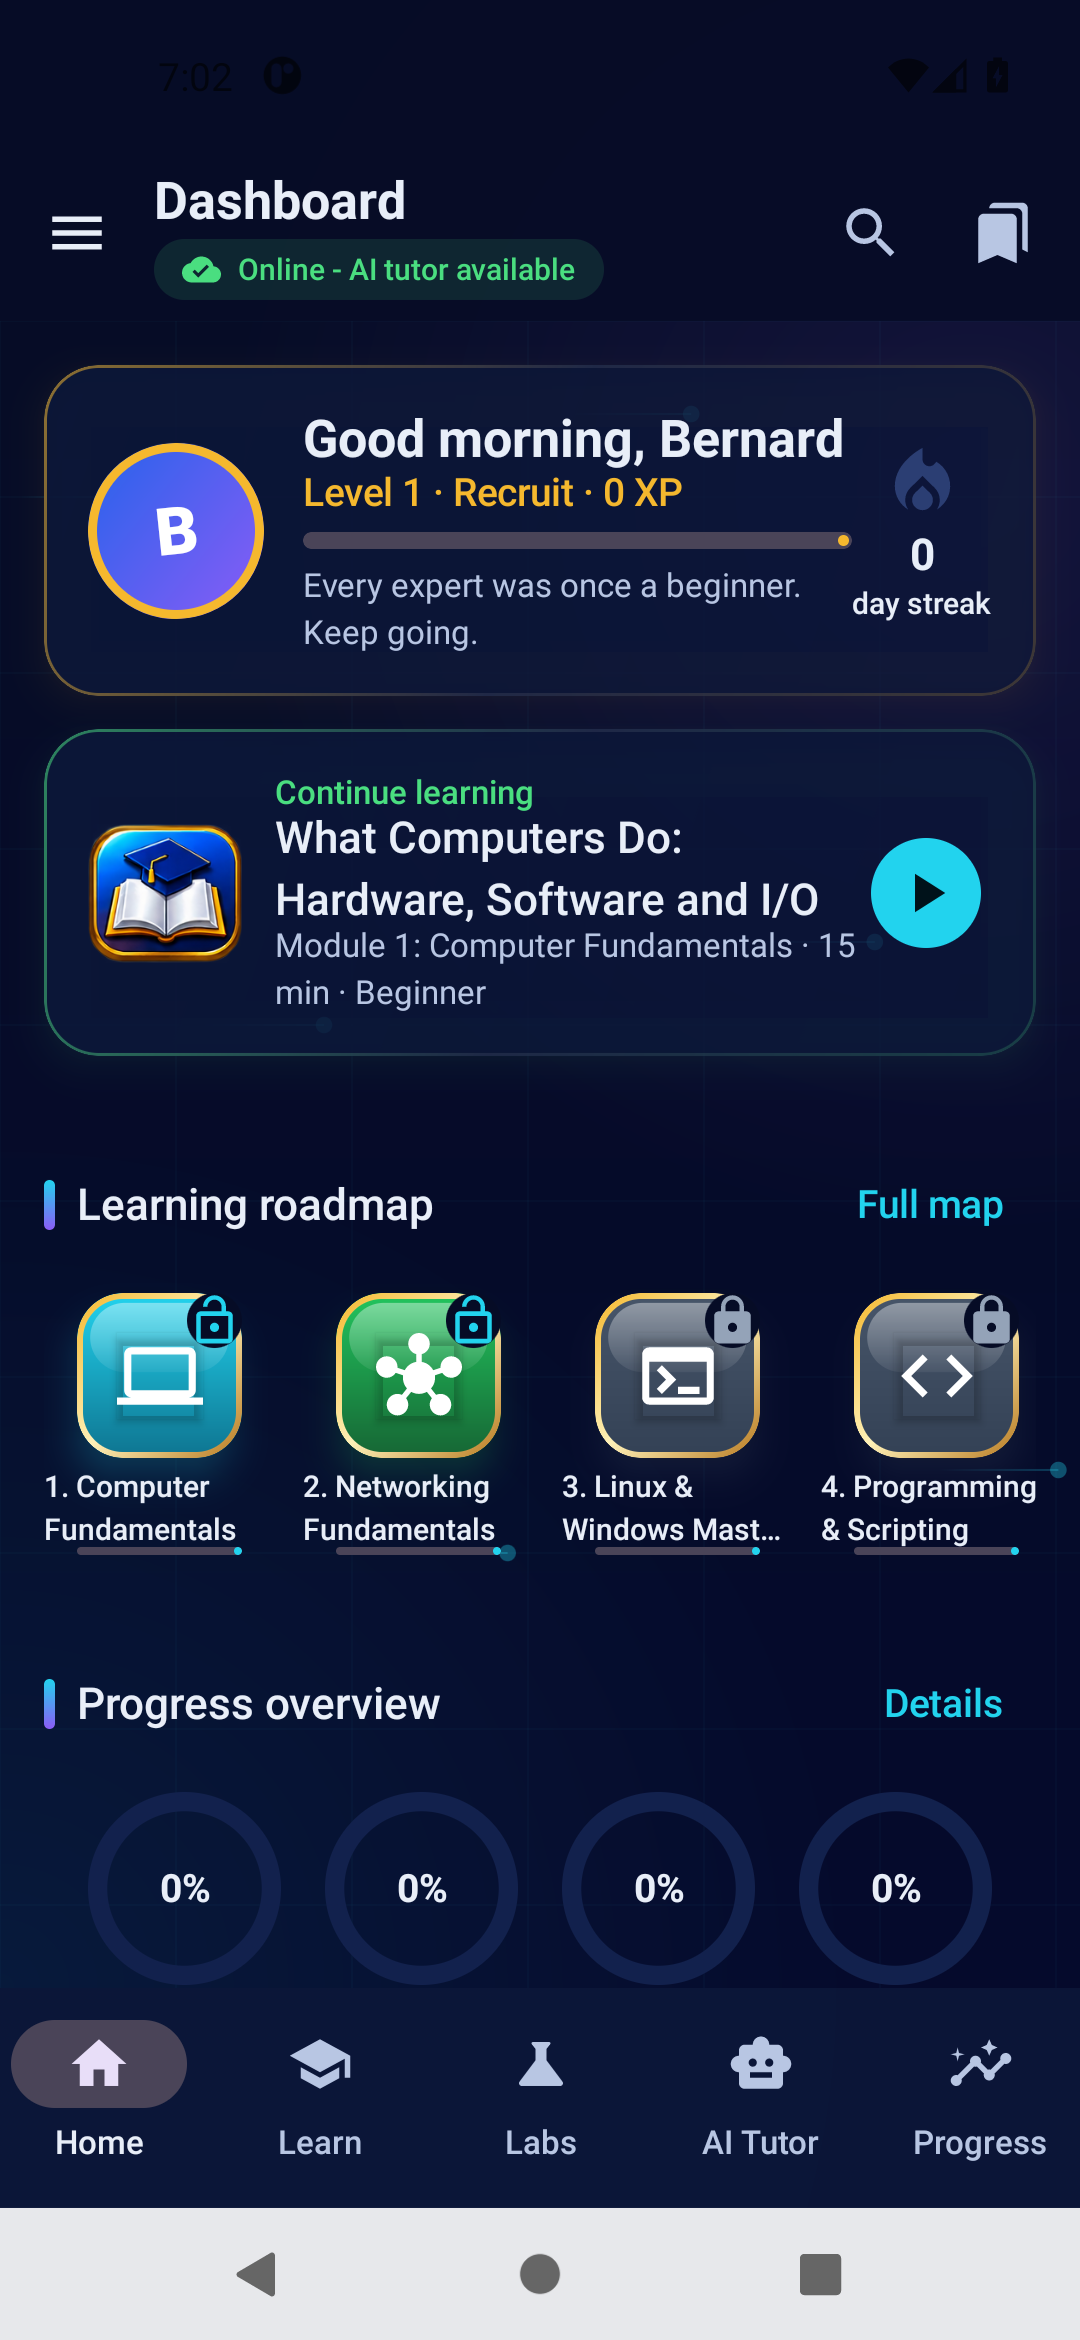 7:02
Dashboard
Online - AI tutor available
Good morning, Bernard
Level 1 · Recruit · 0 XP
B
Every expert was once a beginner.
Keep going.
0
day streak
Continue learning
What Computers Do:
Hardware, Software and I/O
Module 1: Computer Fundamentals · 15
min · Beginner
Learning roadmap
Full map
1. Computer
Fundamentals
2. Networking
Fundamentals
3. Linux &
Windows Mast...
4. Programming
& Scripting
Progress overview
Details
0%
0%
0%
0%
Home
Learn
Labs
AI Tutor
Progress